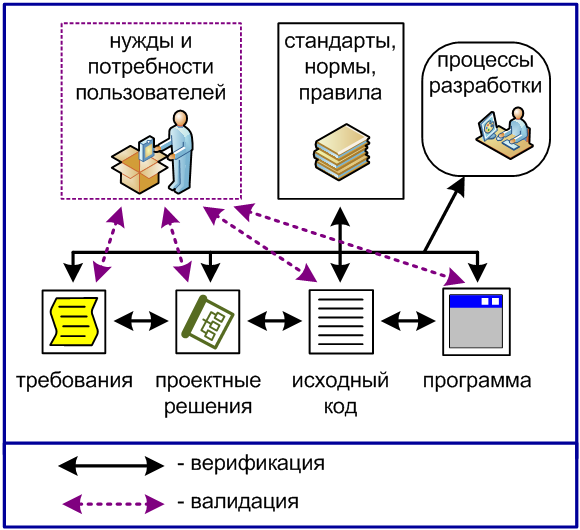 нужды и
потребности
пользователей
стандарты,
нормы,
правила
процессы
разработки
требования
проектные
решения
исходный
код
программа
- верификация
- валидация